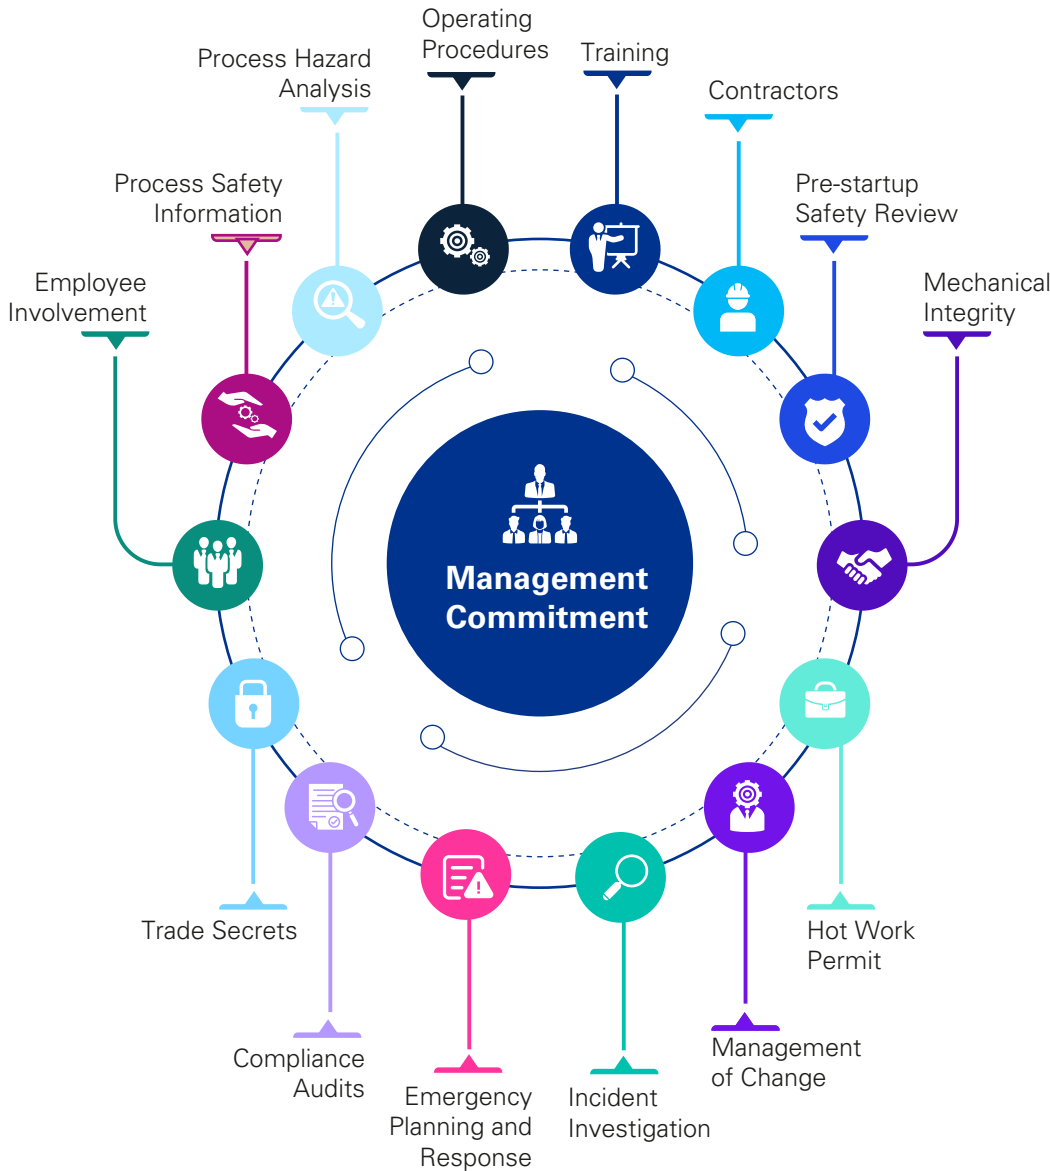 Operating
Procedures
Training
Process Hazard
Analysis
Contractors
Process Safety
Information
Pre-startup
Safety Review
Employee
Involvement
Mechanical
Integrity
Management
Commitment
Trade Secrets
Hot Work
Permit
Compliance
Audits
Management
of Change
Emergency
Planning and
Response
Incident
Investigation